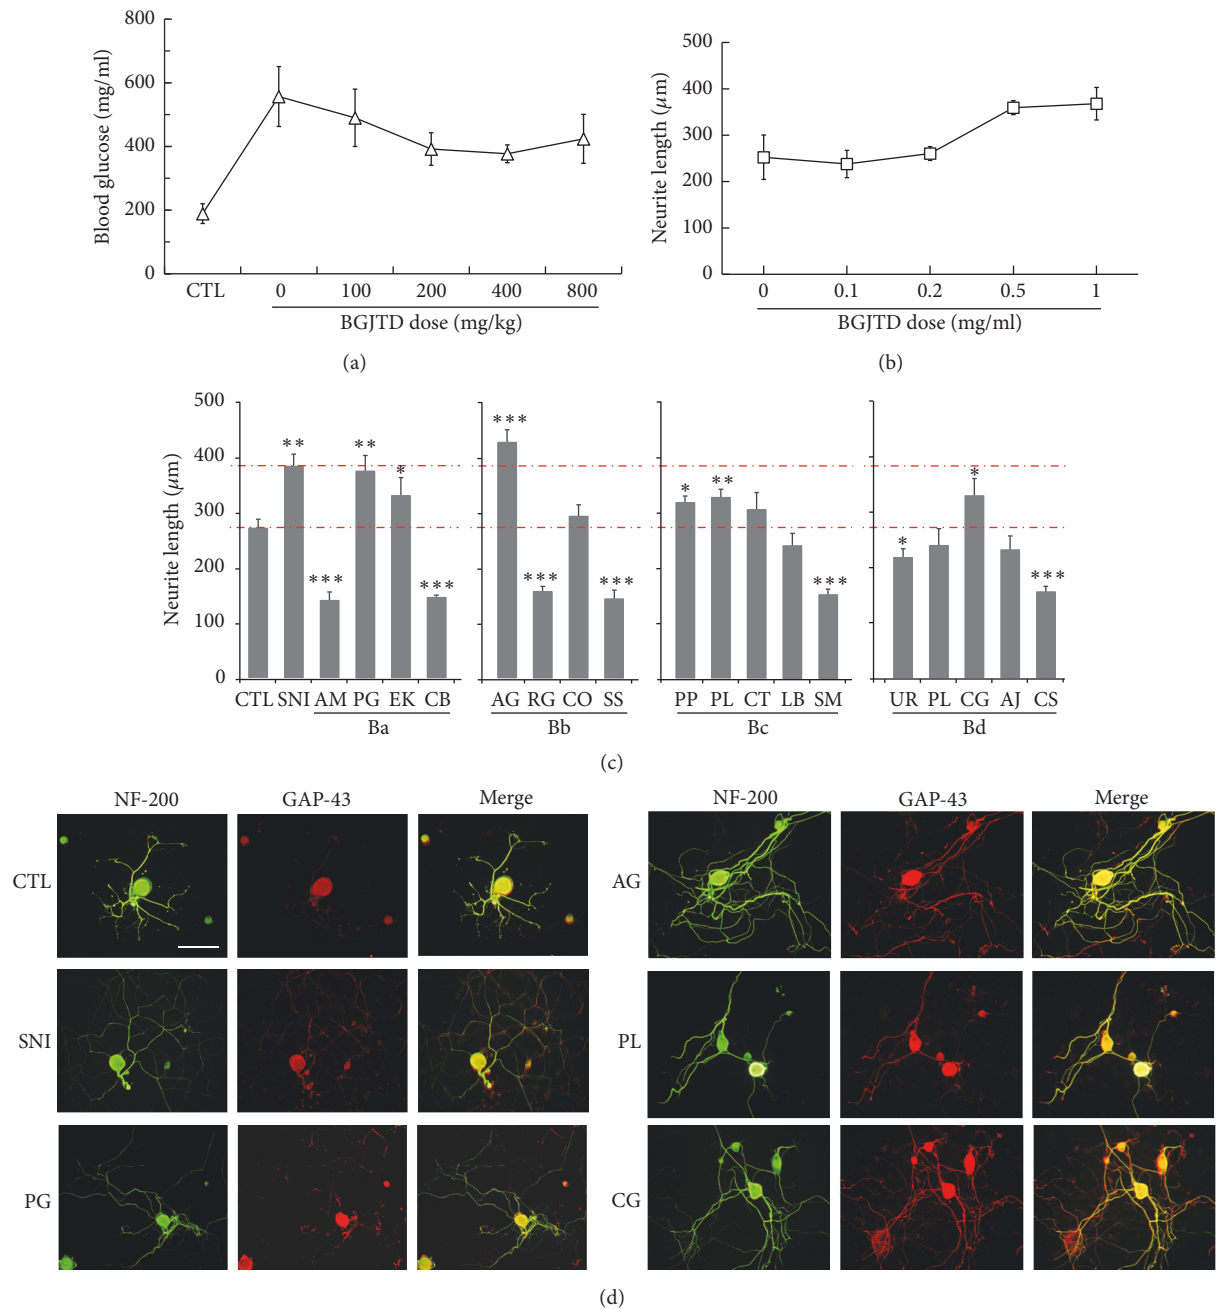 800
600
400
200
0
Blood glucose (mg/ml)
CTL 0 100 200 400 800
BGJTD dose (mg/kg)
(a)
500
400
300
200
100
0
Neurite length (μm)
0 0.1 0.2 0.5 1
BGJTD dose (mg/ml)
(b)
500
400
300
200
100
0
Neurite length (μm)
** *** ** * ***
*** *** ***
* ** ***
* * ***
CTL SNI AM PG EK CB AG RG CO SS PP PL CT LB SM UR PL CG AJ CS
Ba Bb Bc Bd
(c)
NF-200 GAP-43 Merge
CTL
SNI
PG
NF-200 GAP-43 Merge
AG
PL
CG
(d)